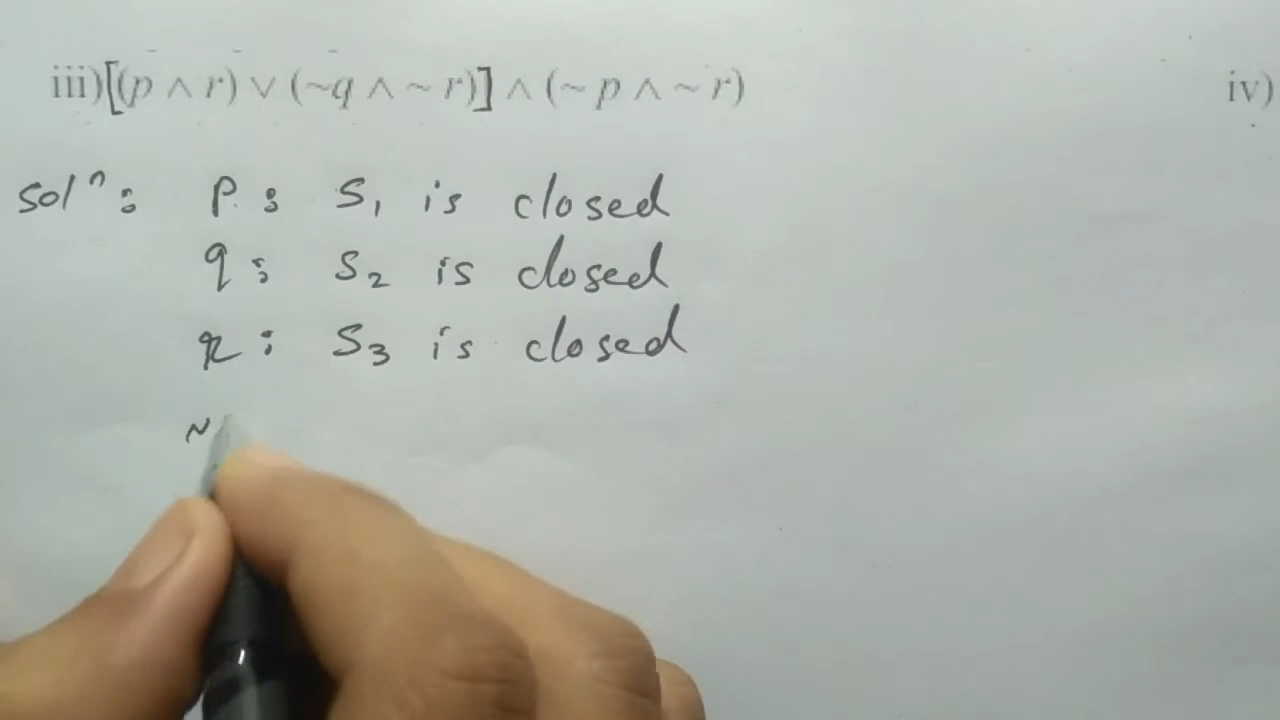 iii)[(p ∧ r) ∨ (~q ∧ ~ r)] ∧ (~ p ∧ ~ r)
iv)
Solⁿ : p : S₁ is closed
q : S₂ is closed
r : S₃ is closed
~